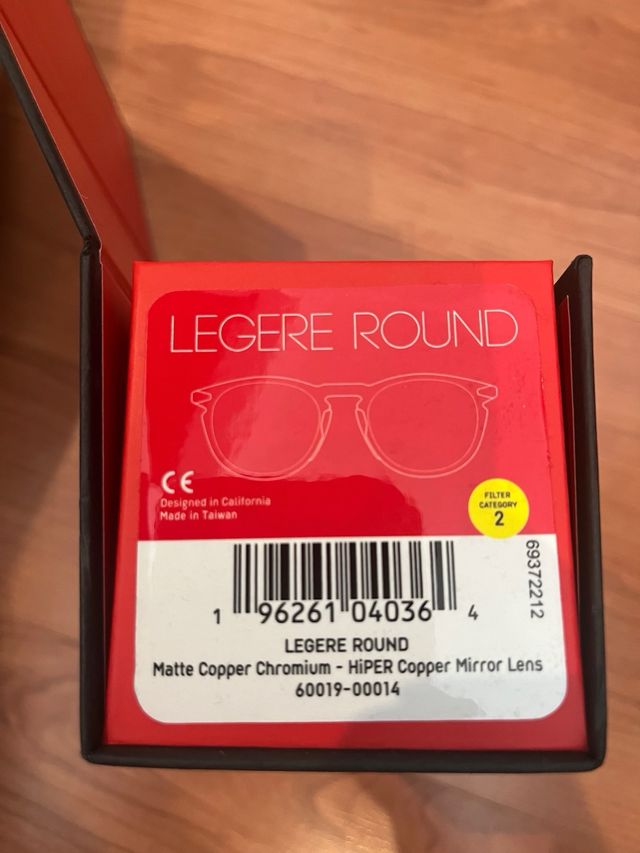 LEGERE ROUND
CE
Designed in California
Made in Taiwan
FILTER
CATEGORY
2
69372212
1 96261 04036 4
LEGERE ROUND
Matte Copper Chromium - HiPER Copper Mirror Lens
60019-00014